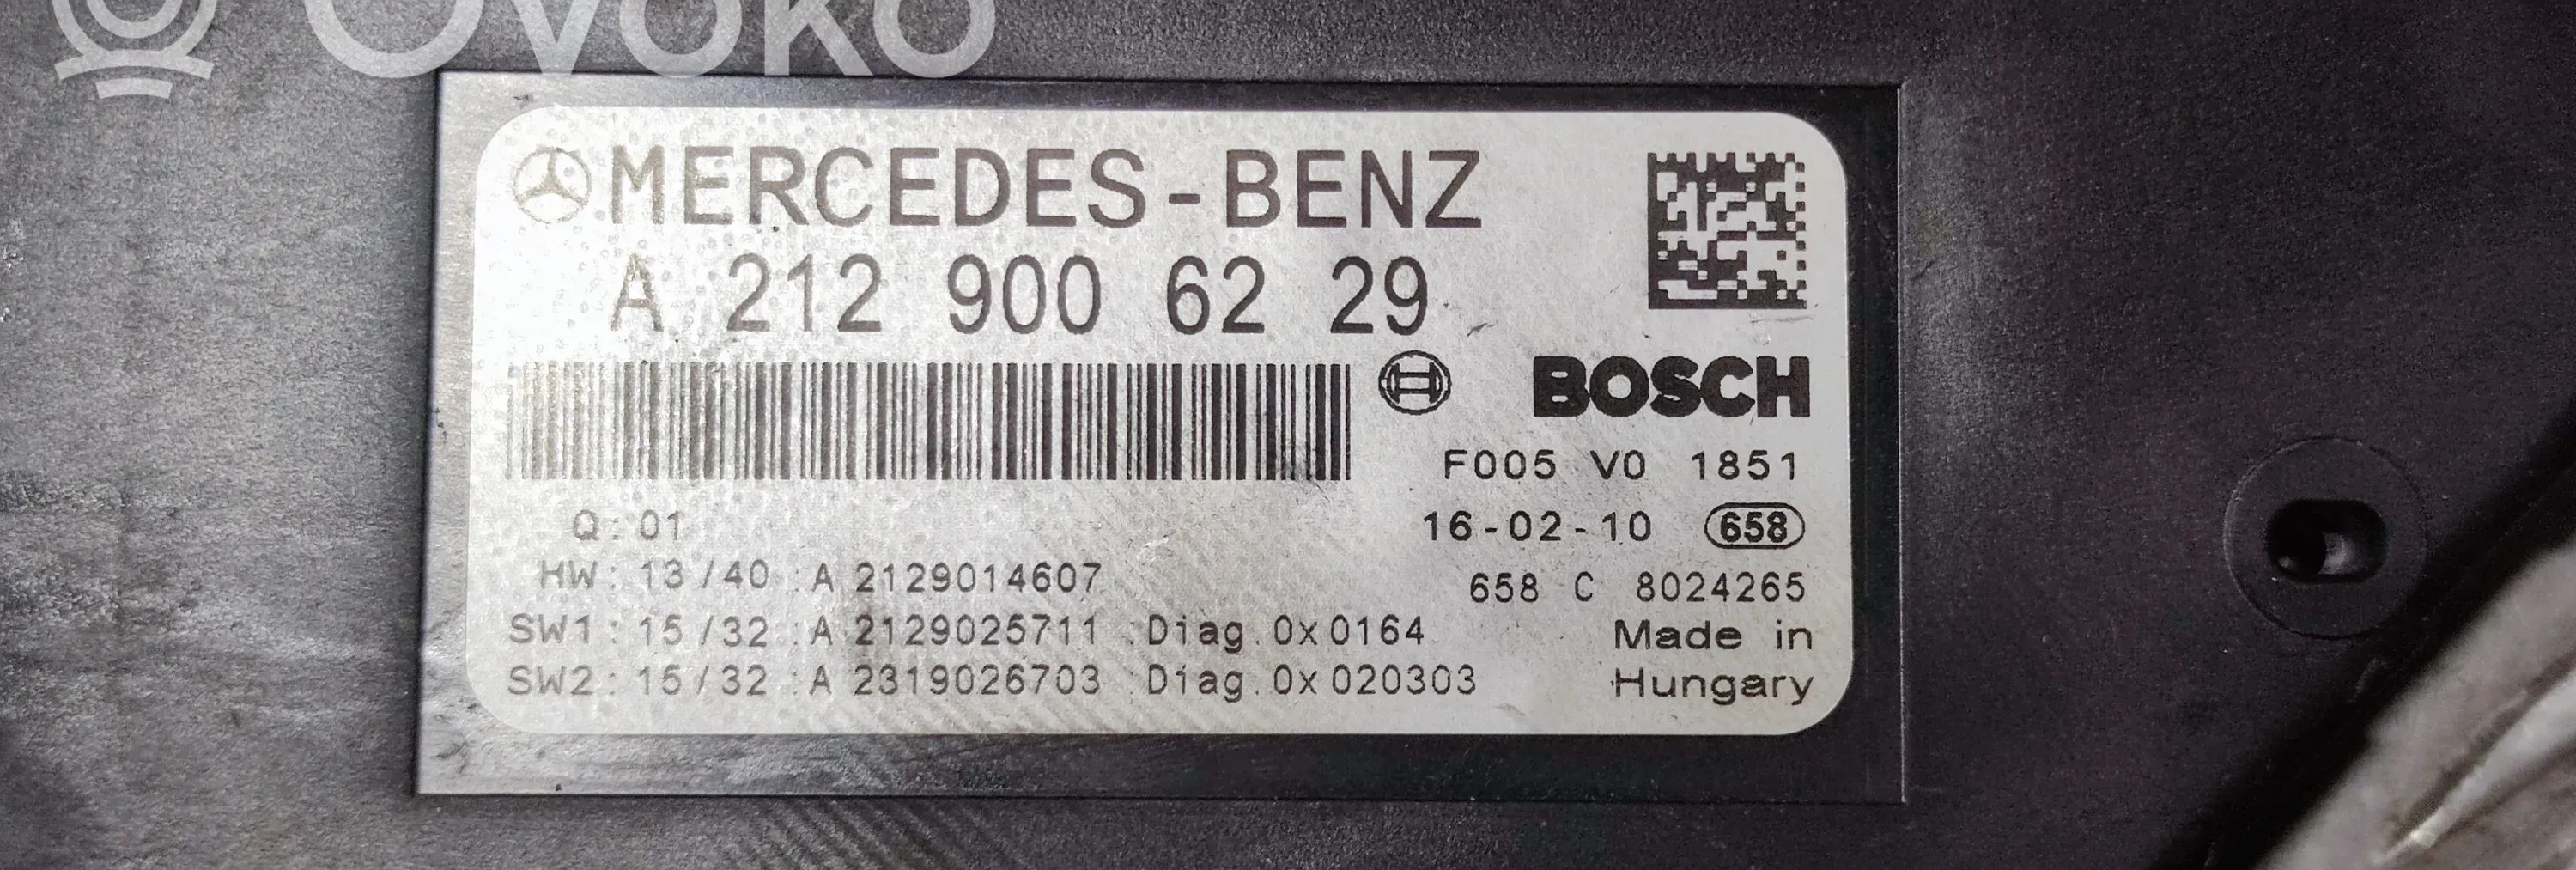 OVOKO
MERCEDES-BENZ
A 212 900 62 29
BOSCH
F005 V0 1851
Q: 01
16-02-10 658
HW: 13/40 :A 2129014607
658 C 8024265
SW1: 15/32 :A 2129025711 :Diag.0x0164
Made in
SW2: 15/32 :A 2319026703 :Diag.0x020303
Hungary